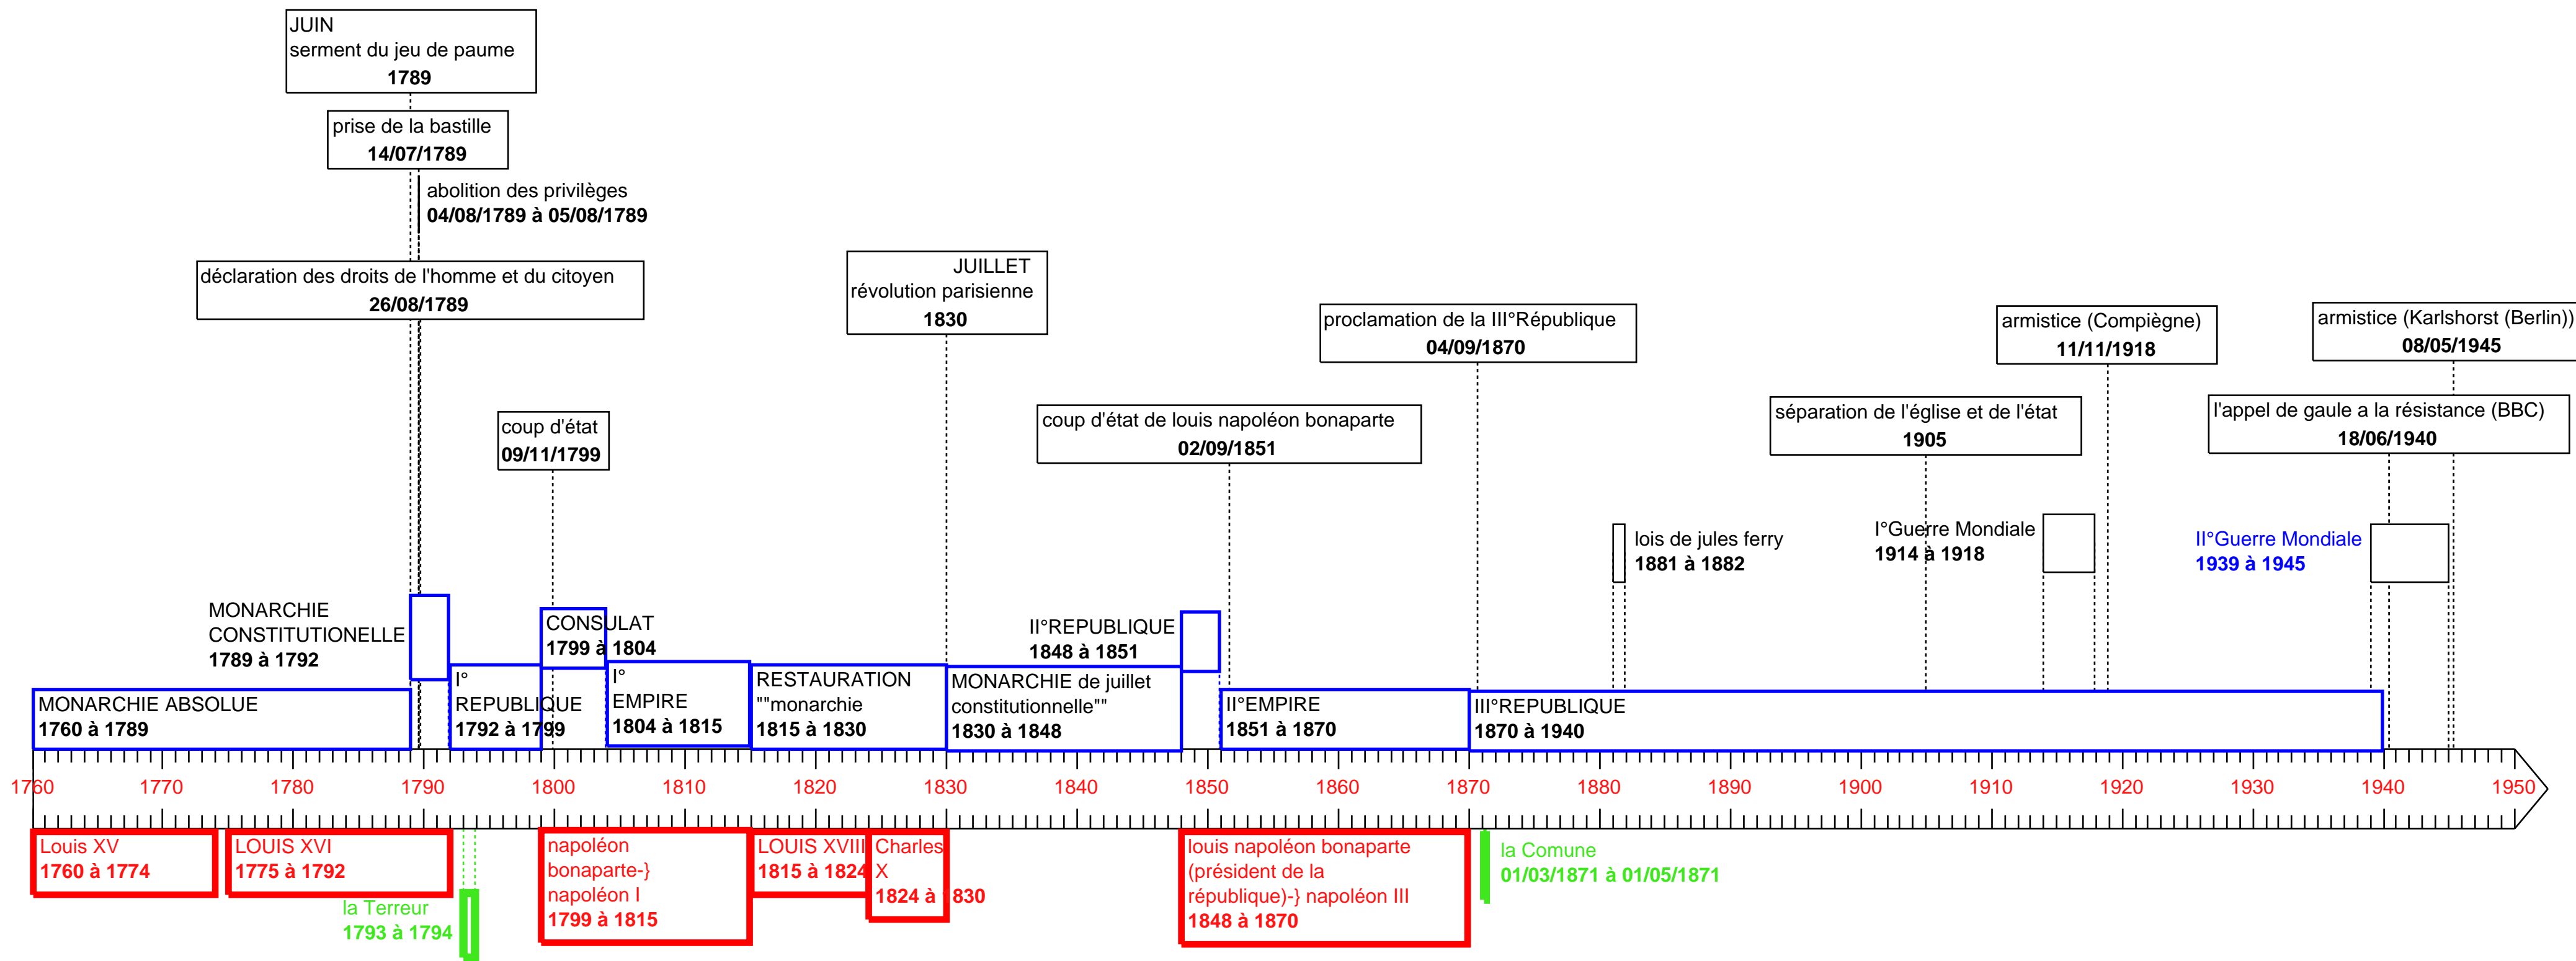 JUIN
serment du jeu de paume
1789
prise de la bastille
14/07/1789
abolition des privilèges
04/08/1789 à 05/08/1789
déclaration des droits de l'homme et du citoyen
26/08/1789
JUILLET
révolution parisienne
1830
proclamation de la III°République
04/09/1870
armistice (Compiègne)
11/11/1918
armistice (Karlshorst (Berlin))
08/05/1945
coup d'état
09/11/1799
coup d'état de louis napoléon bonaparte
02/09/1851
séparation de l'église et de l'état
1905
l'appel de gaule a la résistance (BBC)
18/06/1940
lois de jules ferry
1881 à 1882
I°Guerre Mondiale
1914 à 1918
II°Guerre Mondiale
1939 à 1945
MONARCHIE
CONSTITUTIONELLE
1789 à 1792
CONSULAT
1799 à 1804
II°REPUBLIQUE
1848 à 1851
MONARCHIE ABSOLUE
1760 à 1789
I°
REPUBLIQUE
1792 à 1799
I°
EMPIRE
1804 à 1815
RESTAURATION
""monarchie
1815 à 1830
MONARCHIE de juillet
constitutionnelle""
1830 à 1848
II°EMPIRE
1851 à 1870
III°REPUBLIQUE
1870 à 1940
1760 1770 1780 1790 1800 1810 1820 1830 1840 1850 1860 1870 1880 1890 1900 1910 1920 1930 1940 1950
Louis XV
1760 à 1774
LOUIS XVI
1775 à 1792
la Terreur
1793 à 1794
napoléon
bonaparte-}
napoléon I
1799 à 1815
LOUIS XVIII
1815 à 1824
Charles
X
1824 à 1830
louis napoléon bonaparte
(président de la
république)-} napoléon III
1848 à 1870
la Comune
01/03/1871 à 01/05/1871